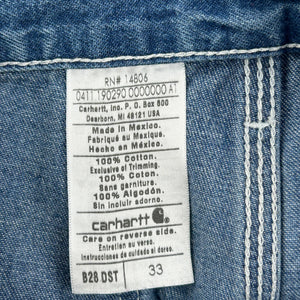 RN# 14806
0411 190290 0000000 A1
Carhartt, Inc. P.O. Box 600
Dearborn, MI 48121 USA
Made in Mexico.
Fabriqué au Mexique
Hecho en México
100% Cotton.
Exclusive of Trimming.
100% Coton.
Sans les garnitures.
100% Algodón.
Sin incluir adorno.
carhartt
Care on reverse side.
Entretien au verso.
Instrucciones de cuidado al dorso.
B28 DST 33